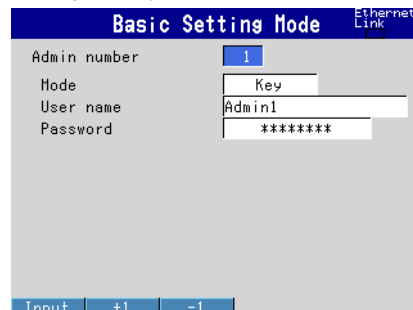 Basic Setting Mode
Ethernet
Link
Admin number 1
Mode Key
User name Admin1
Password ********
Input +1 -1